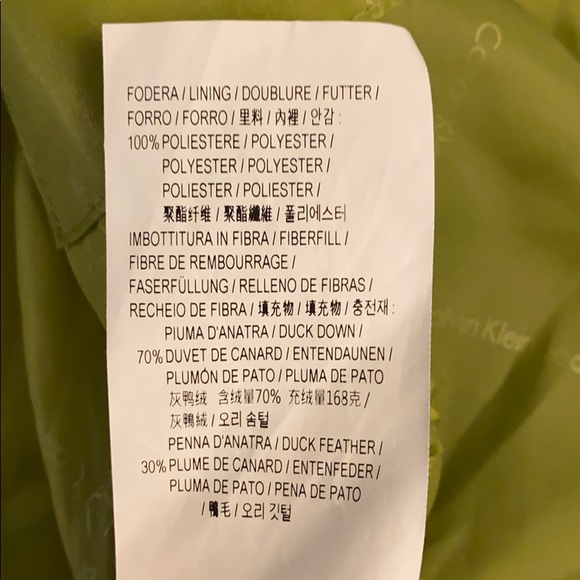 FODERA / LINING / DOUBLURE / FUTTER /
FORRO / FORRO / 里料 / 內裡 / 안감 :
100% POLIESTERE / POLYESTER /
POLYESTER / POLYESTER /
POLIESTER / POLIESTER /
聚酯纤维 / 聚酯纖維 / 폴리에스터
IMBOTTITURA IN FIBRA / FIBERFILL /
FIBRE DE REMBOURRAGE /
FASERFÜLLUNG / RELLENO DE FIBRAS /
RECHEIO DE FIBRA / 填充物 / 填充物 / 충전재 :
PIUMA D'ANATRA / DUCK DOWN /
70% DUVET DE CANARD / ENTENDAUNEN /
PLUMÓN DE PATO / PLUMA DE PATO
灰鸭绒 含绒量70% 充绒量168克 /
灰鴨絨 / 오리 솜털
PENNA D'ANATRA / DUCK FEATHER /
30% PLUME DE CANARD / ENTENFEDER /
PLUMA DE PATO / PENA DE PATO
/ 鴨毛 / 오리 깃털
Klein